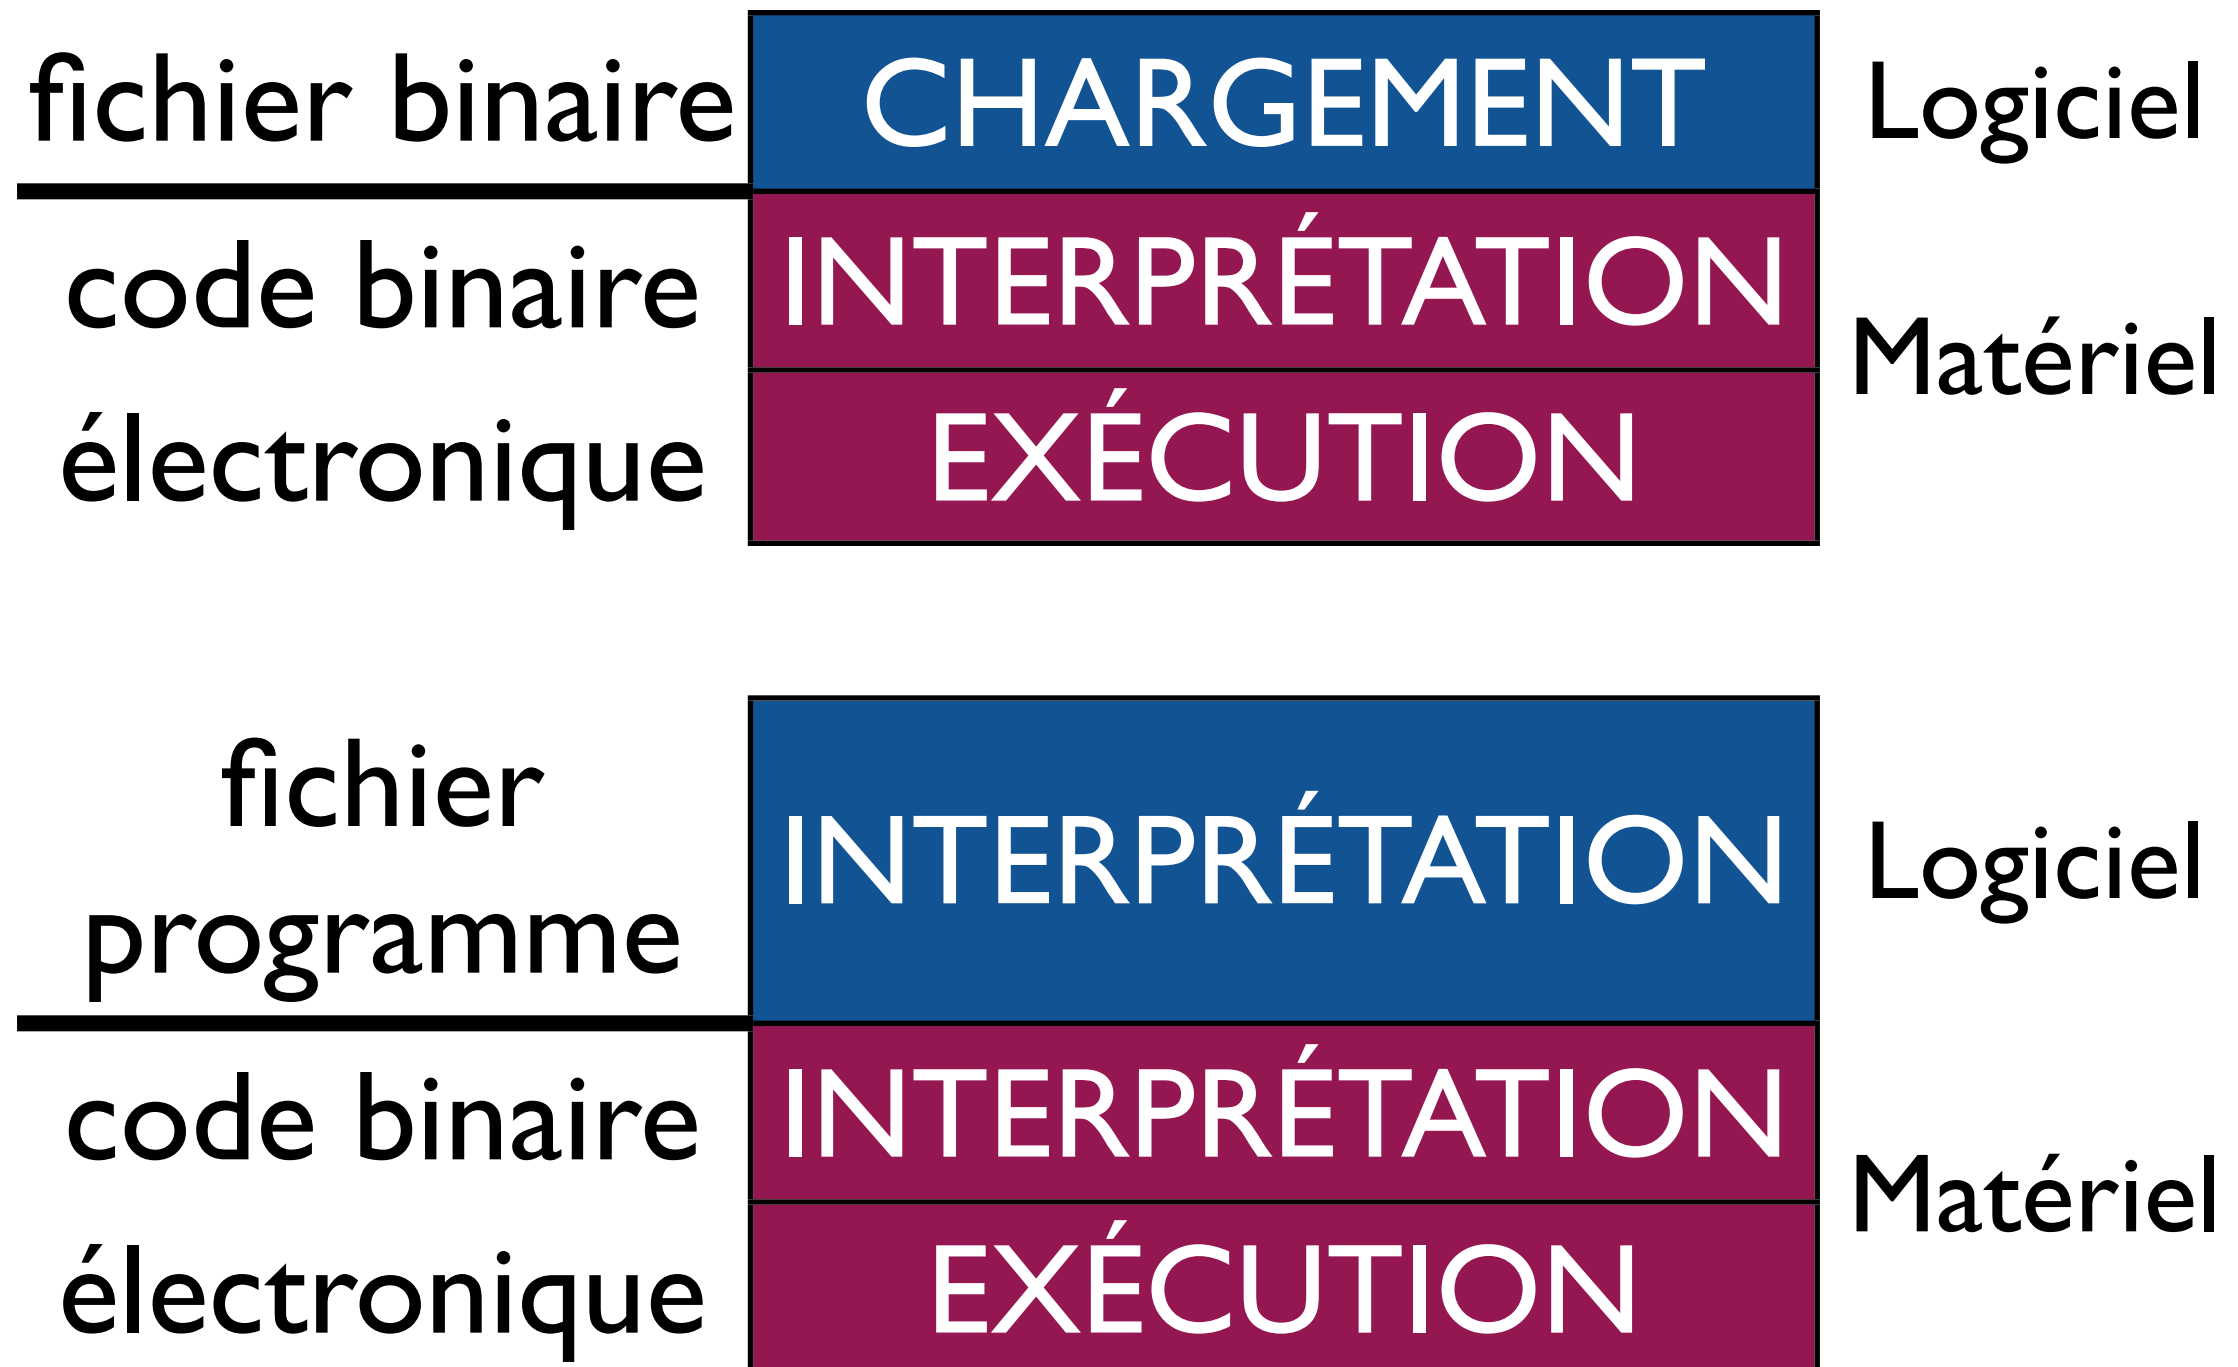 fichier binaire CHARGEMENT Logiciel
code binaire INTERPRÉTATION
Matériel
électronique EXÉCUTION
fichier
programme
INTERPRÉTATION Logiciel
code binaire INTERPRÉTATION
Matériel
électronique EXÉCUTION